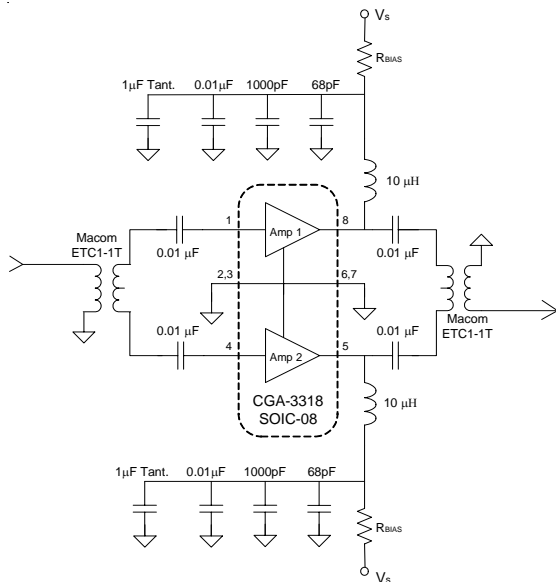 Vs
RBIAS
1µF Tant. 0.01µF 1000pF 68pF
10 µH
Macom
ETC1-1T
1
Amp 1
8
0.01 µF
0.01 µF
2,3
6,7
0.01 µF
0.01 µF
Macom
ETC1-1T
4
Amp 2
5
CGA-3318
SOIC-08
10 µH
1µF Tant. 0.01µF 1000pF 68pF
RBIAS
Vs